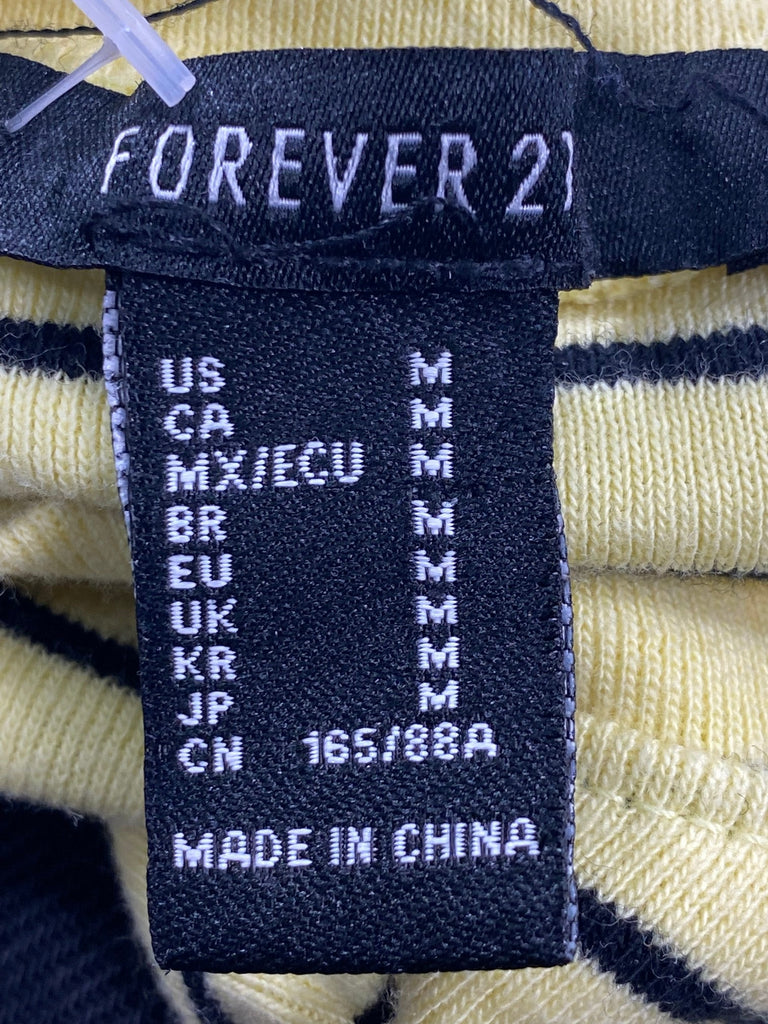 FOREVER 21
US M
CA M
MX/ECU M
BR M
EU M
UK M
KR M
JP M
CN 165/88A
MADE IN CHINA